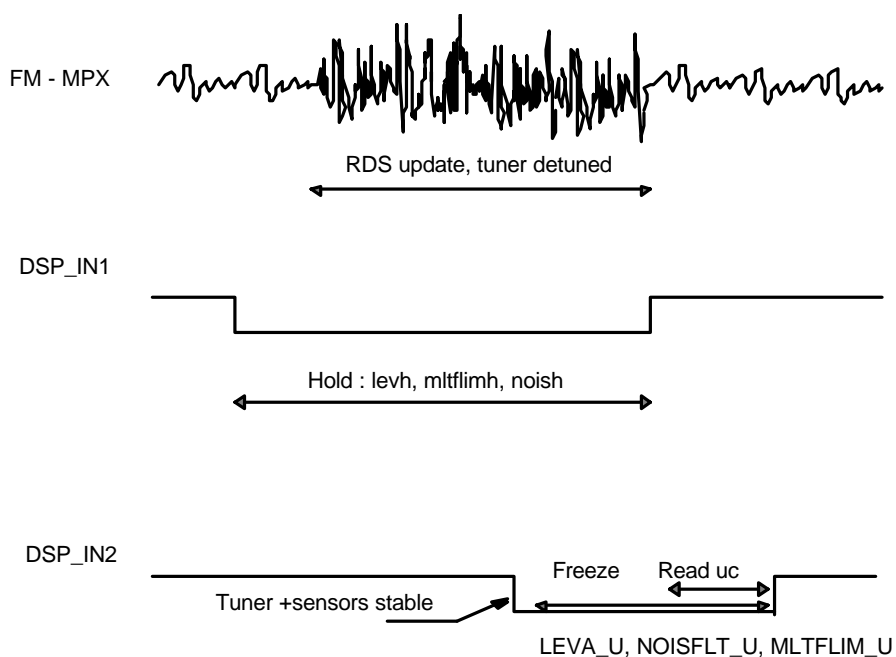 FM - MPX
RDS update, tuner detuned
DSP_IN1
Hold : levh, mltflimh, noish
DSP_IN2
Freeze
Read uc
Tuner +sensors stable
LEVA_U, NOISFLT_U, MLTFLIM_U